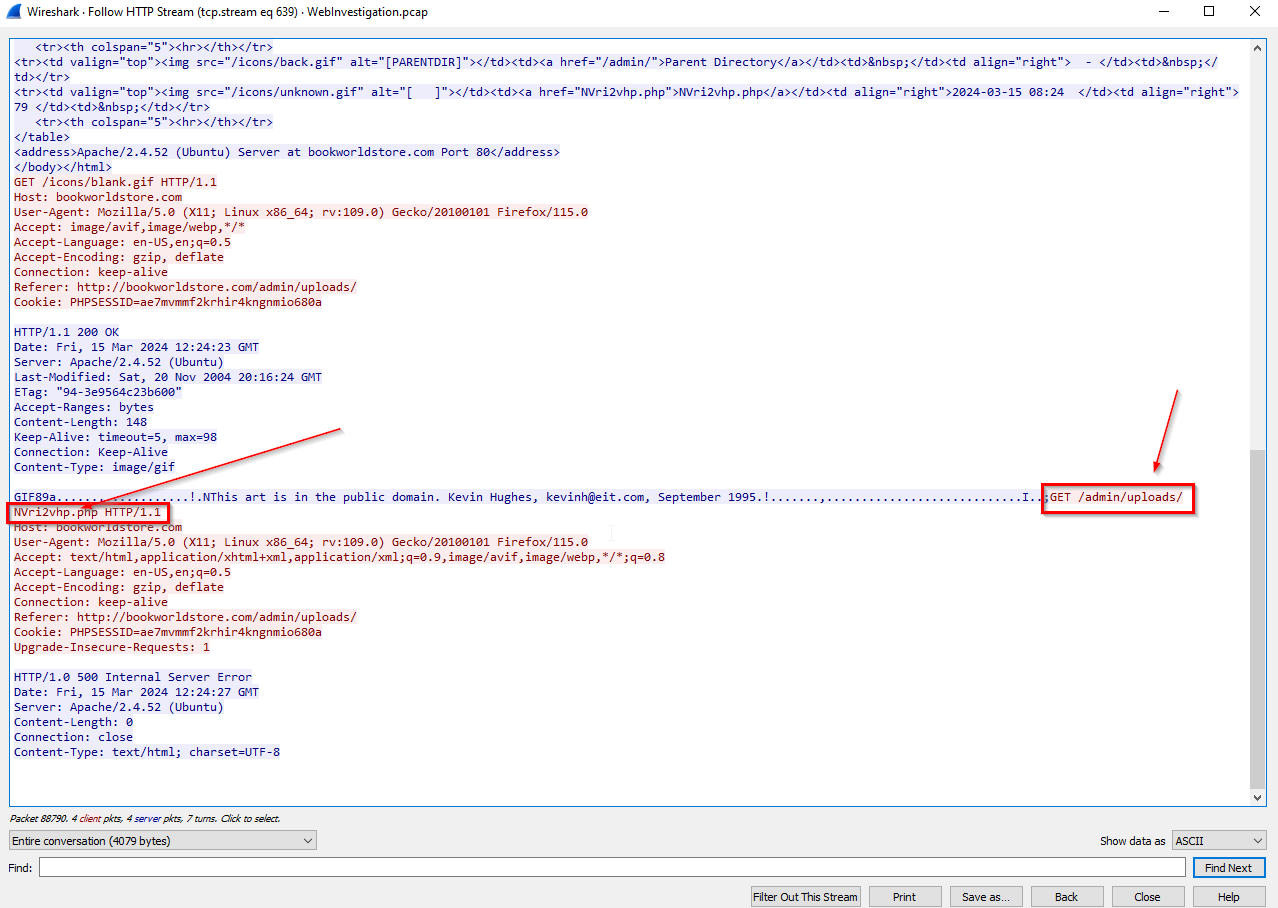 Wireshark · Follow HTTP Stream (tcp.stream eq 639) · WebInvestigation.pcap
<tr><th colspan="5"><hr></th></tr>
<tr><td valign="top"><img src="/icons/back.gif" alt="[PARENTDIR]"></td><td><a href="/admin/">Parent Directory</a></td><td>&nbsp;</td><td align="right">  - </td><td>&nbsp;</
td></tr>
<tr><td valign="top"><img src="/icons/unknown.gif" alt="[   ]"></td><td><a href="NVri2vhp.php">NVri2vhp.php</a></td><td align="right">2024-03-15 08:24  </td><td align="right">
79 </td><td>&nbsp;</td></tr>
<tr><th colspan="5"><hr></th></tr>
</table>
<address>Apache/2.4.52 (Ubuntu) Server at bookworldstore.com Port 80</address>
</body></html>
GET /icons/blank.gif HTTP/1.1
Host: bookworldstore.com
User-Agent: Mozilla/5.0 (X11; Linux x86_64; rv:109.0) Gecko/20100101 Firefox/115.0
Accept: image/avif,image/webp,*/*
Accept-Language: en-US,en;q=0.5
Accept-Encoding: gzip, deflate
Connection: keep-alive
Referer: http://bookworldstore.com/admin/uploads/
Cookie: PHPSESSID=ae7mvmmf2krhir4kngnmio680a
HTTP/1.1 200 OK
Date: Fri, 15 Mar 2024 12:24:23 GMT
Server: Apache/2.4.52 (Ubuntu)
Last-Modified: Sat, 20 Nov 2004 20:16:24 GMT
ETag: "94-3e9564c23b600"
Accept-Ranges: bytes
Content-Length: 148
Keep-Alive: timeout=5, max=98
Connection: Keep-Alive
Content-Type: image/gif
GIF89a...................!.NThis art is in the public domain. Kevin Hughes, kevinh@eit.com, September 1995.!.......,............................I..;GET /admin/uploads/
NVri2vhp.php HTTP/1.1
Host: bookworldstore.com
User-Agent: Mozilla/5.0 (X11; Linux x86_64; rv:109.0) Gecko/20100101 Firefox/115.0
Accept: text/html,application/xhtml+xml,application/xml;q=0.9,image/avif,image/webp,*/*;q=0.8
Accept-Language: en-US,en;q=0.5
Accept-Encoding: gzip, deflate
Connection: keep-alive
Referer: http://bookworldstore.com/admin/uploads/
Cookie: PHPSESSID=ae7mvmmf2krhir4kngnmio680a
Upgrade-Insecure-Requests: 1
HTTP/1.0 500 Internal Server Error
Date: Fri, 15 Mar 2024 12:24:27 GMT
Server: Apache/2.4.52 (Ubuntu)
Content-Length: 0
Connection: close
Content-Type: text/html; charset=UTF-8
Packet 88790. 4 client pkts, 4 server pkts, 7 turns. Click to select.
Entire conversation (4079 bytes)
Show data as ASCII
Find:
Find Next
Filter Out This Stream
Print
Save as...
Back
Close
Help